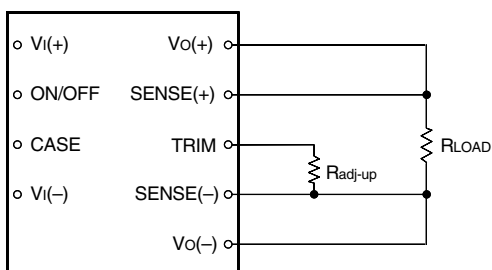 VI(+) VO(+)
ON/OFF SENSE(+)
CASE TRIM RLOAD
Radj-up
VI(–) SENSE(–)
VO(–)